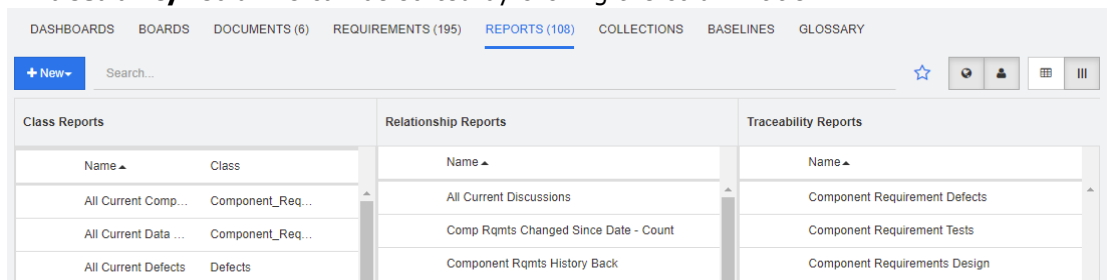 DASHBOARDS BOARDS DOCUMENTS (6) REQUIREMENTS (195) REPORTS (108) COLLECTIONS BASELINES GLOSSARY
+ New Search...
Class Reports Relationship Reports Traceability Reports
Name Class Name Name
All Current Comp... Component_Req... All Current Discussions Component Requirement Defects
All Current Data ... Component_Req... Comp Rqmts Changed Since Date - Count Component Requirement Tests
All Current Defects Defects Component Rqmts History Back Component Requirements Design